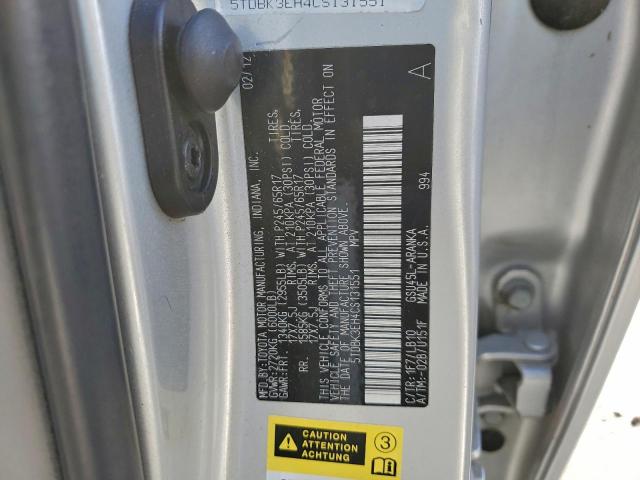 5TDBK3EH4CS131551
02/12
MFD.BY:TOYOTA MOTOR MANUFACTURING, INDIANA, INC.
GVWR:2720KG (6000LB)
GAWR:FRT. 1340KG (2955LB) WITH P245/65R17 TIRES,
17X7.5J RIMS, AT 210KPA (30PSI) COLD.
RR. 1585KG (3505LB) WITH P245/65R17 TIRES,
17X7.5J RIMS, AT 210KPA (30PSI) COLD.
THIS VEHICLE CONFORMS TO ALL APPLICABLE FEDERAL MOTOR
VEHICLE SAFETY AND THEFT PREVENTION STANDARDS IN EFFECT ON
THE DATE OF MANUFACTURE SHOWN ABOVE.
5TDBK3EH4CS131551 MPV
A
C/TR:1F7/LB10 GSU45L-ARANKA 994
A/TM:-02B/U151F MADE IN U.S.A.
CAUTION
ATTENTION
ACHTUNG
3